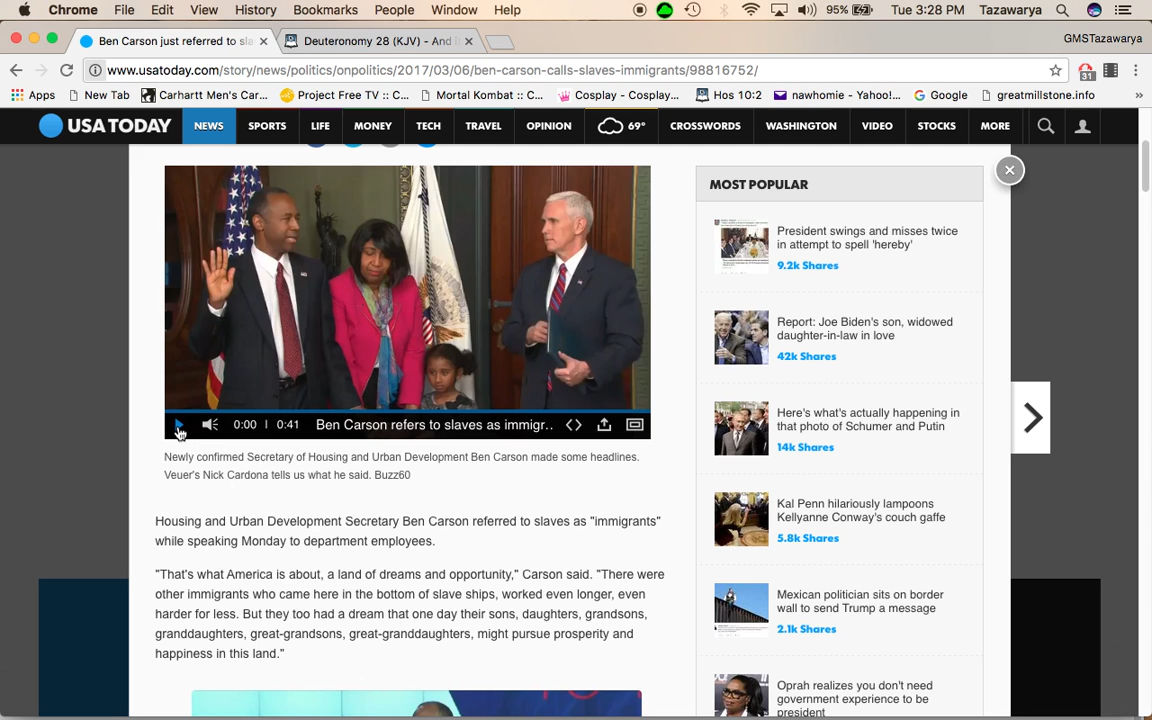 Chrome File Edit View History Bookmarks People Window Help 95% Tue 3:28 PM Tazawarya
Ben Carson just referred to sla
Deuteronomy 28 (KJV) - And i
GMSTazawarya
www.usatoday.com/story/news/politics/onpolitics/2017/03/06/ben-carson-calls-slaves-immigrants/98816752/
31
Apps New Tab Carhartt Men's Car... Project Free TV :: C... Mortal Kombat :: C... Cosplay - Cosplay... Hos 10:2 nawhomie - Yahoo!... Google greatmillstone.info »
USA TODAY NEWS SPORTS LIFE MONEY TECH TRAVEL OPINION 69° CROSSWORDS WASHINGTON VIDEO STOCKS MORE
0:00 | 0:41 Ben Carson refers to slaves as immigr..
Newly confirmed Secretary of Housing and Urban Development Ben Carson made some headlines.
Veuer's Nick Cardona tells us what he said. Buzz60
Housing and Urban Development Secretary Ben Carson referred to slaves as "immigrants"
while speaking Monday to department employees.
"That's what America is about, a land of dreams and opportunity," Carson said. "There were
other immigrants who came here in the bottom of slave ships, worked even longer, even
harder for less. But they too had a dream that one day their sons, daughters, grandsons,
granddaughters, great-grandsons, great-granddaughters, might pursue prosperity and
happiness in this land."
MOST POPULAR
President swings and misses twice
in attempt to spell 'hereby'
9.2k Shares
Report: Joe Biden's son, widowed
daughter-in-law in love
42k Shares
Here's what's actually happening in
that photo of Schumer and Putin
14k Shares
Kal Penn hilariously lampoons
Kellyanne Conway's couch gaffe
5.8k Shares
Mexican politician sits on border
wall to send Trump a message
2.1k Shares
Oprah realizes you don't need
government experience to be
president